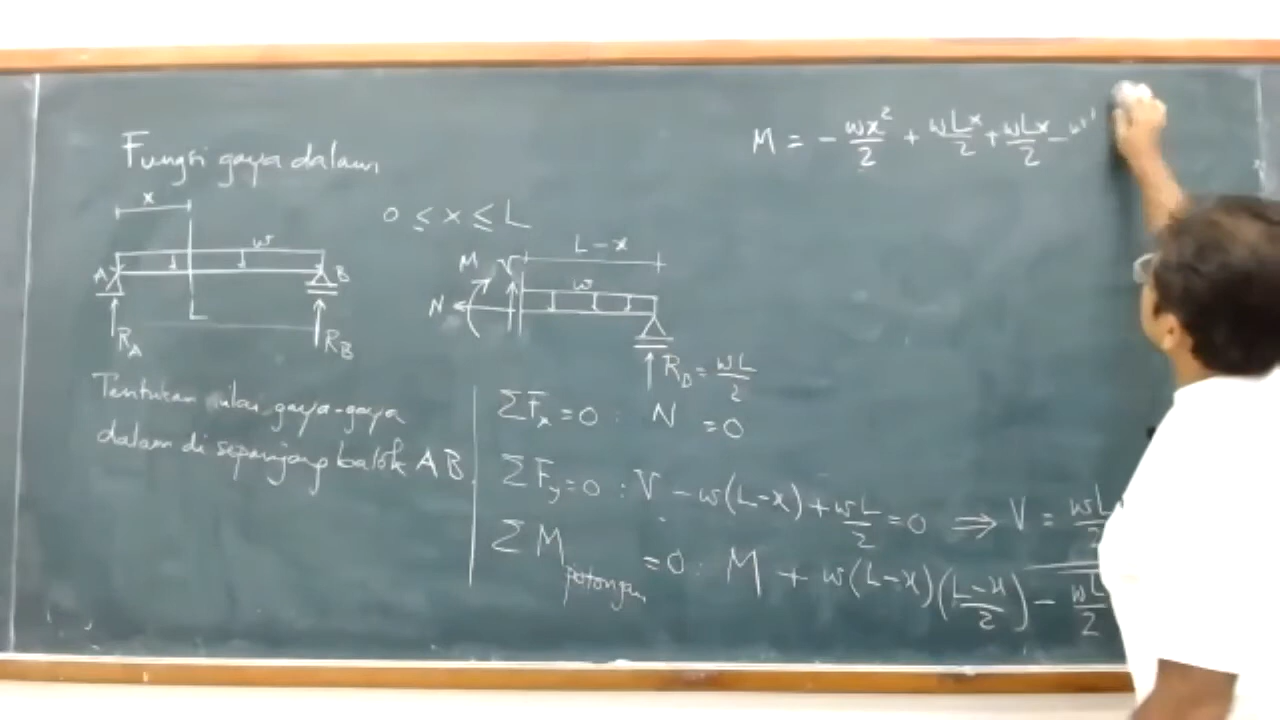 Fungsi gaya dalam
x
w
A
B
R_A
R_B
Tentukan nilai gaya-gaya
dalam di sepanjang balok AB.
0 ≤ x ≤ L
L-x
M V
w
N
R_B = wL/2
ΣF_x = 0 : N = 0
ΣF_y = 0 : V - w(L-x) + wL/2 = 0 ⇒ V = wL/2
ΣM_potongan = 0 : M + w(L-x)((L-x)/2) - wL/2
M = - wx²/2 + wLx/2 + wLx/2 -